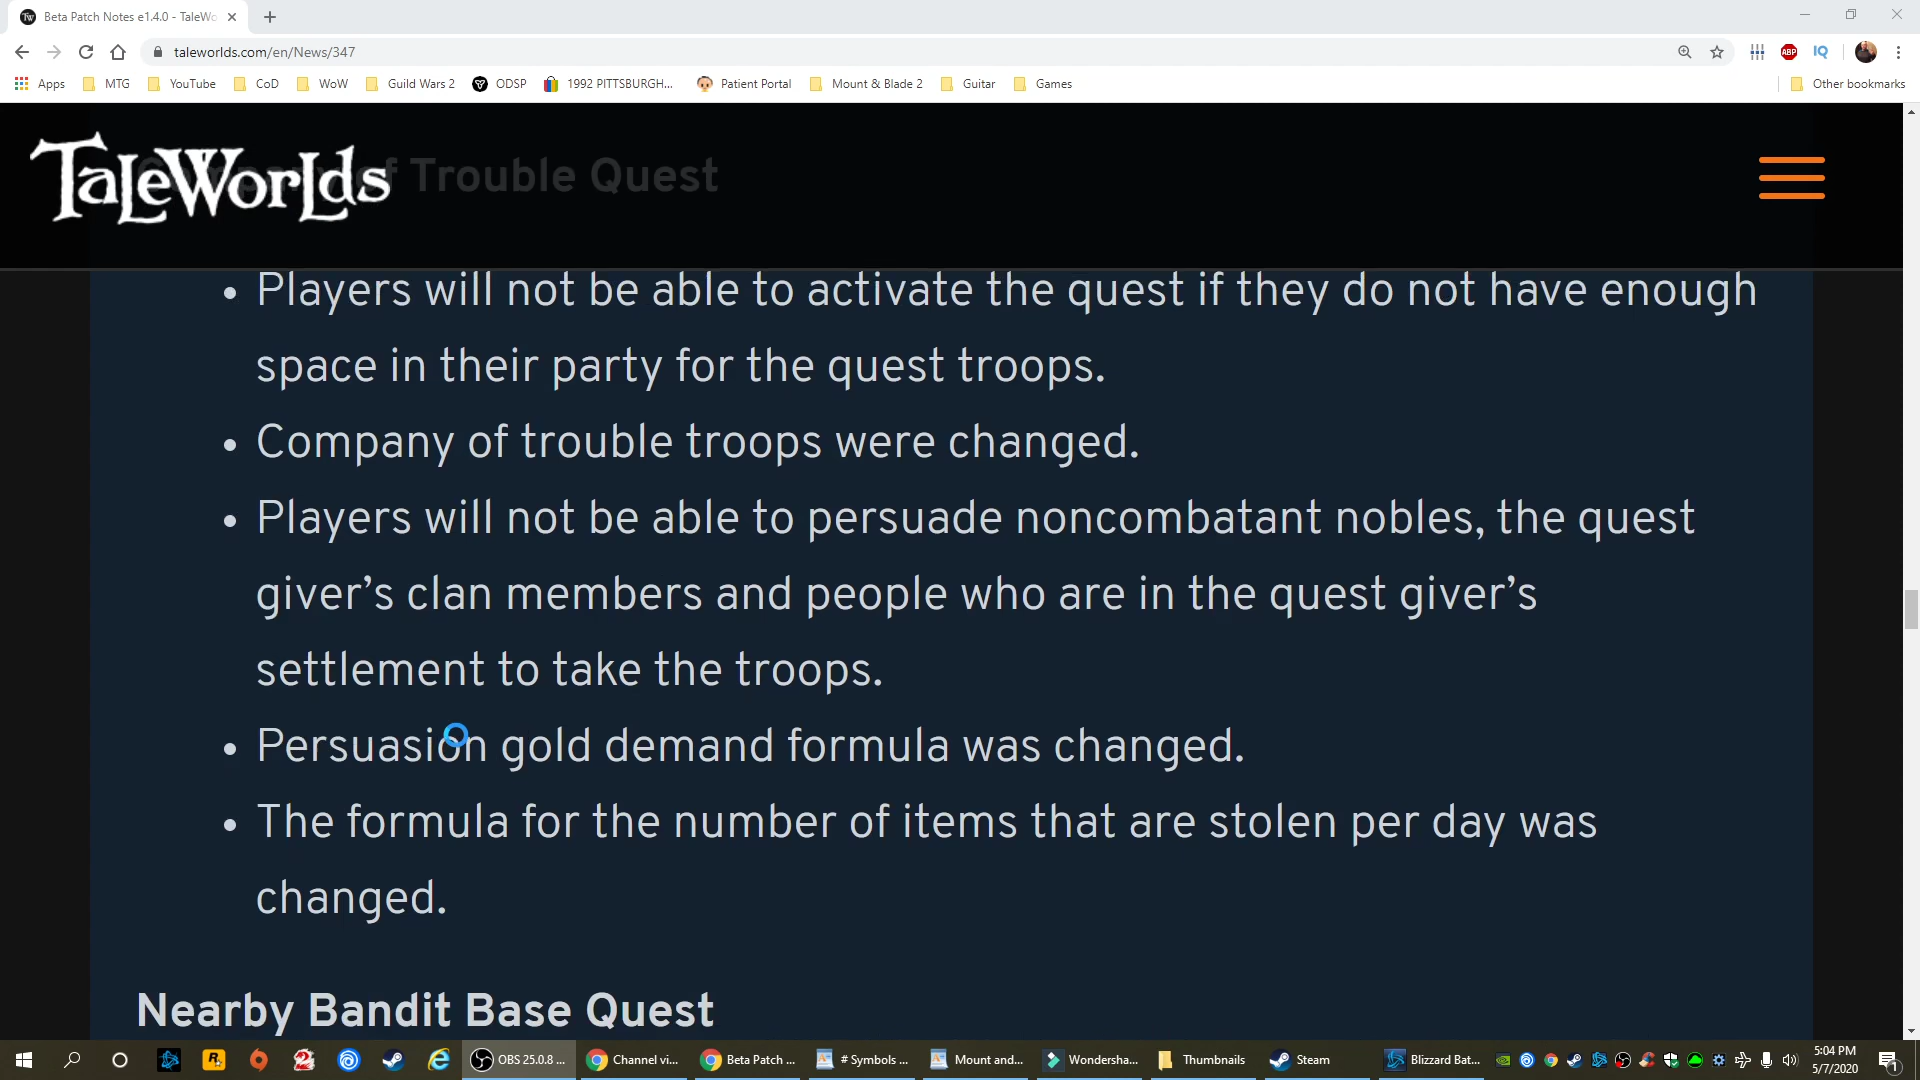 Beta Patch Notes e1.4.0 - TaleWo
taleworlds.com/en/News/347
ABP
IQ
Apps
MTG
YouTube
CoD
WoW
Guild Wars 2
ODSP
1992 PITTSBURGH...
Patient Portal
Mount & Blade 2
Guitar
Games
Other bookmarks
TaleWorlds
of Trouble Quest
• Players will not be able to activate the quest if they do not have enough
space in their party for the quest troops.
• Company of trouble troops were changed.
• Players will not be able to persuade noncombatant nobles, the quest
giver’s clan members and people who are in the quest giver’s
settlement to take the troops.
• Persuasion gold demand formula was changed.
• The formula for the number of items that are stolen per day was
changed.
Nearby Bandit Base Quest
OBS 25.0.8 ...
Channel vi...
Beta Patch ...
# Symbols ...
Mount and...
Wondersha...
Thumbnails
Steam
Blizzard Bat...
5:04 PM
5/7/2020
1